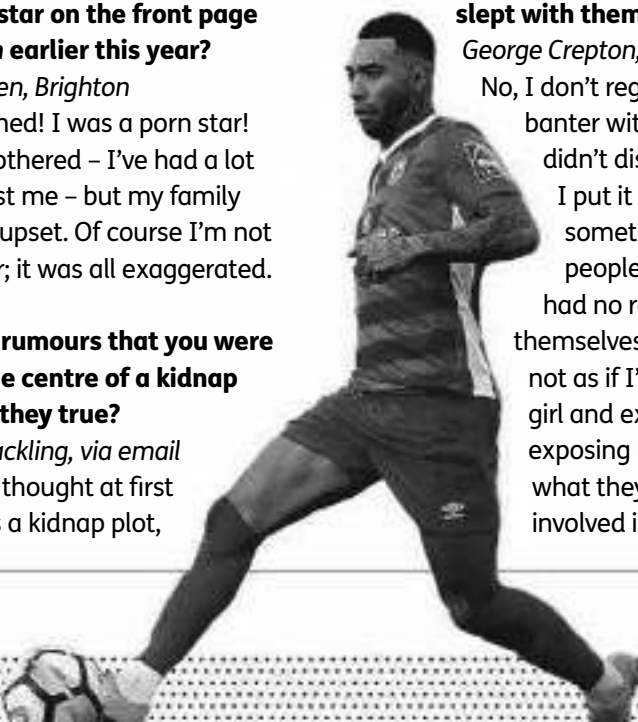 star on the front page
earlier this year?
en, Brighton
ned! I was a porn star!
othered – I’ve had a lot
st me – but my family
upset. Of course I’m not
r; it was all exaggerated.
rumours that you were
e centre of a kidnap
they true?
ackling, via email
thought at first
s a kidnap plot,
slept with them
George Crepton,
No, I don’t reg
banter wit
didn’t dis
I put it
somet
people
had no r
themselves
not as if I’
girl and ex
exposing
what they
involved i